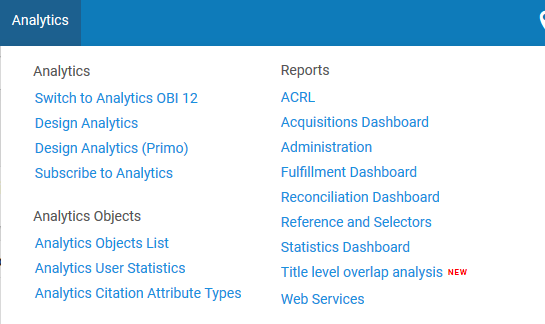 Analytics
Analytics
Switch to Analytics OBI 12
Design Analytics
Design Analytics (Primo)
Subscribe to Analytics
Analytics Objects
Analytics Objects List
Analytics User Statistics
Analytics Citation Attribute Types
Reports
ACRL
Acquisitions Dashboard
Administration
Fulfillment Dashboard
Reconciliation Dashboard
Reference and Selectors
Statistics Dashboard
Title level overlap analysis NEW
Web Services